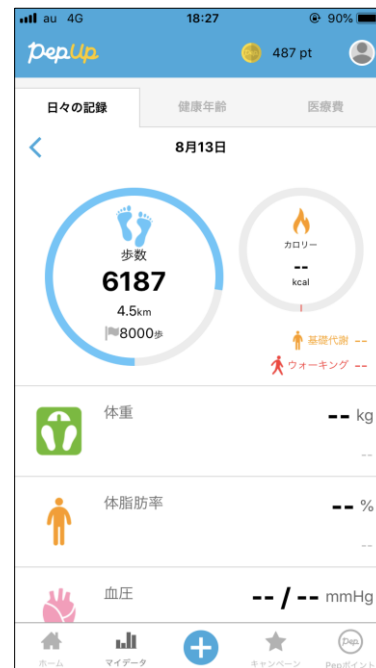 au 4G 18:27 90%
PepUp 487 pt
日々の記録 健康年齢 医療費
8月13日
歩数
6187
4.5km
8000歩
カロリー
--
kcal
基礎代謝 --
ウォーキング --
体重 -- kg
--
体脂肪率 -- %
--
血圧 -- / -- mmHg
ホーム マイデータ キャンペーン Pep Pepポイント